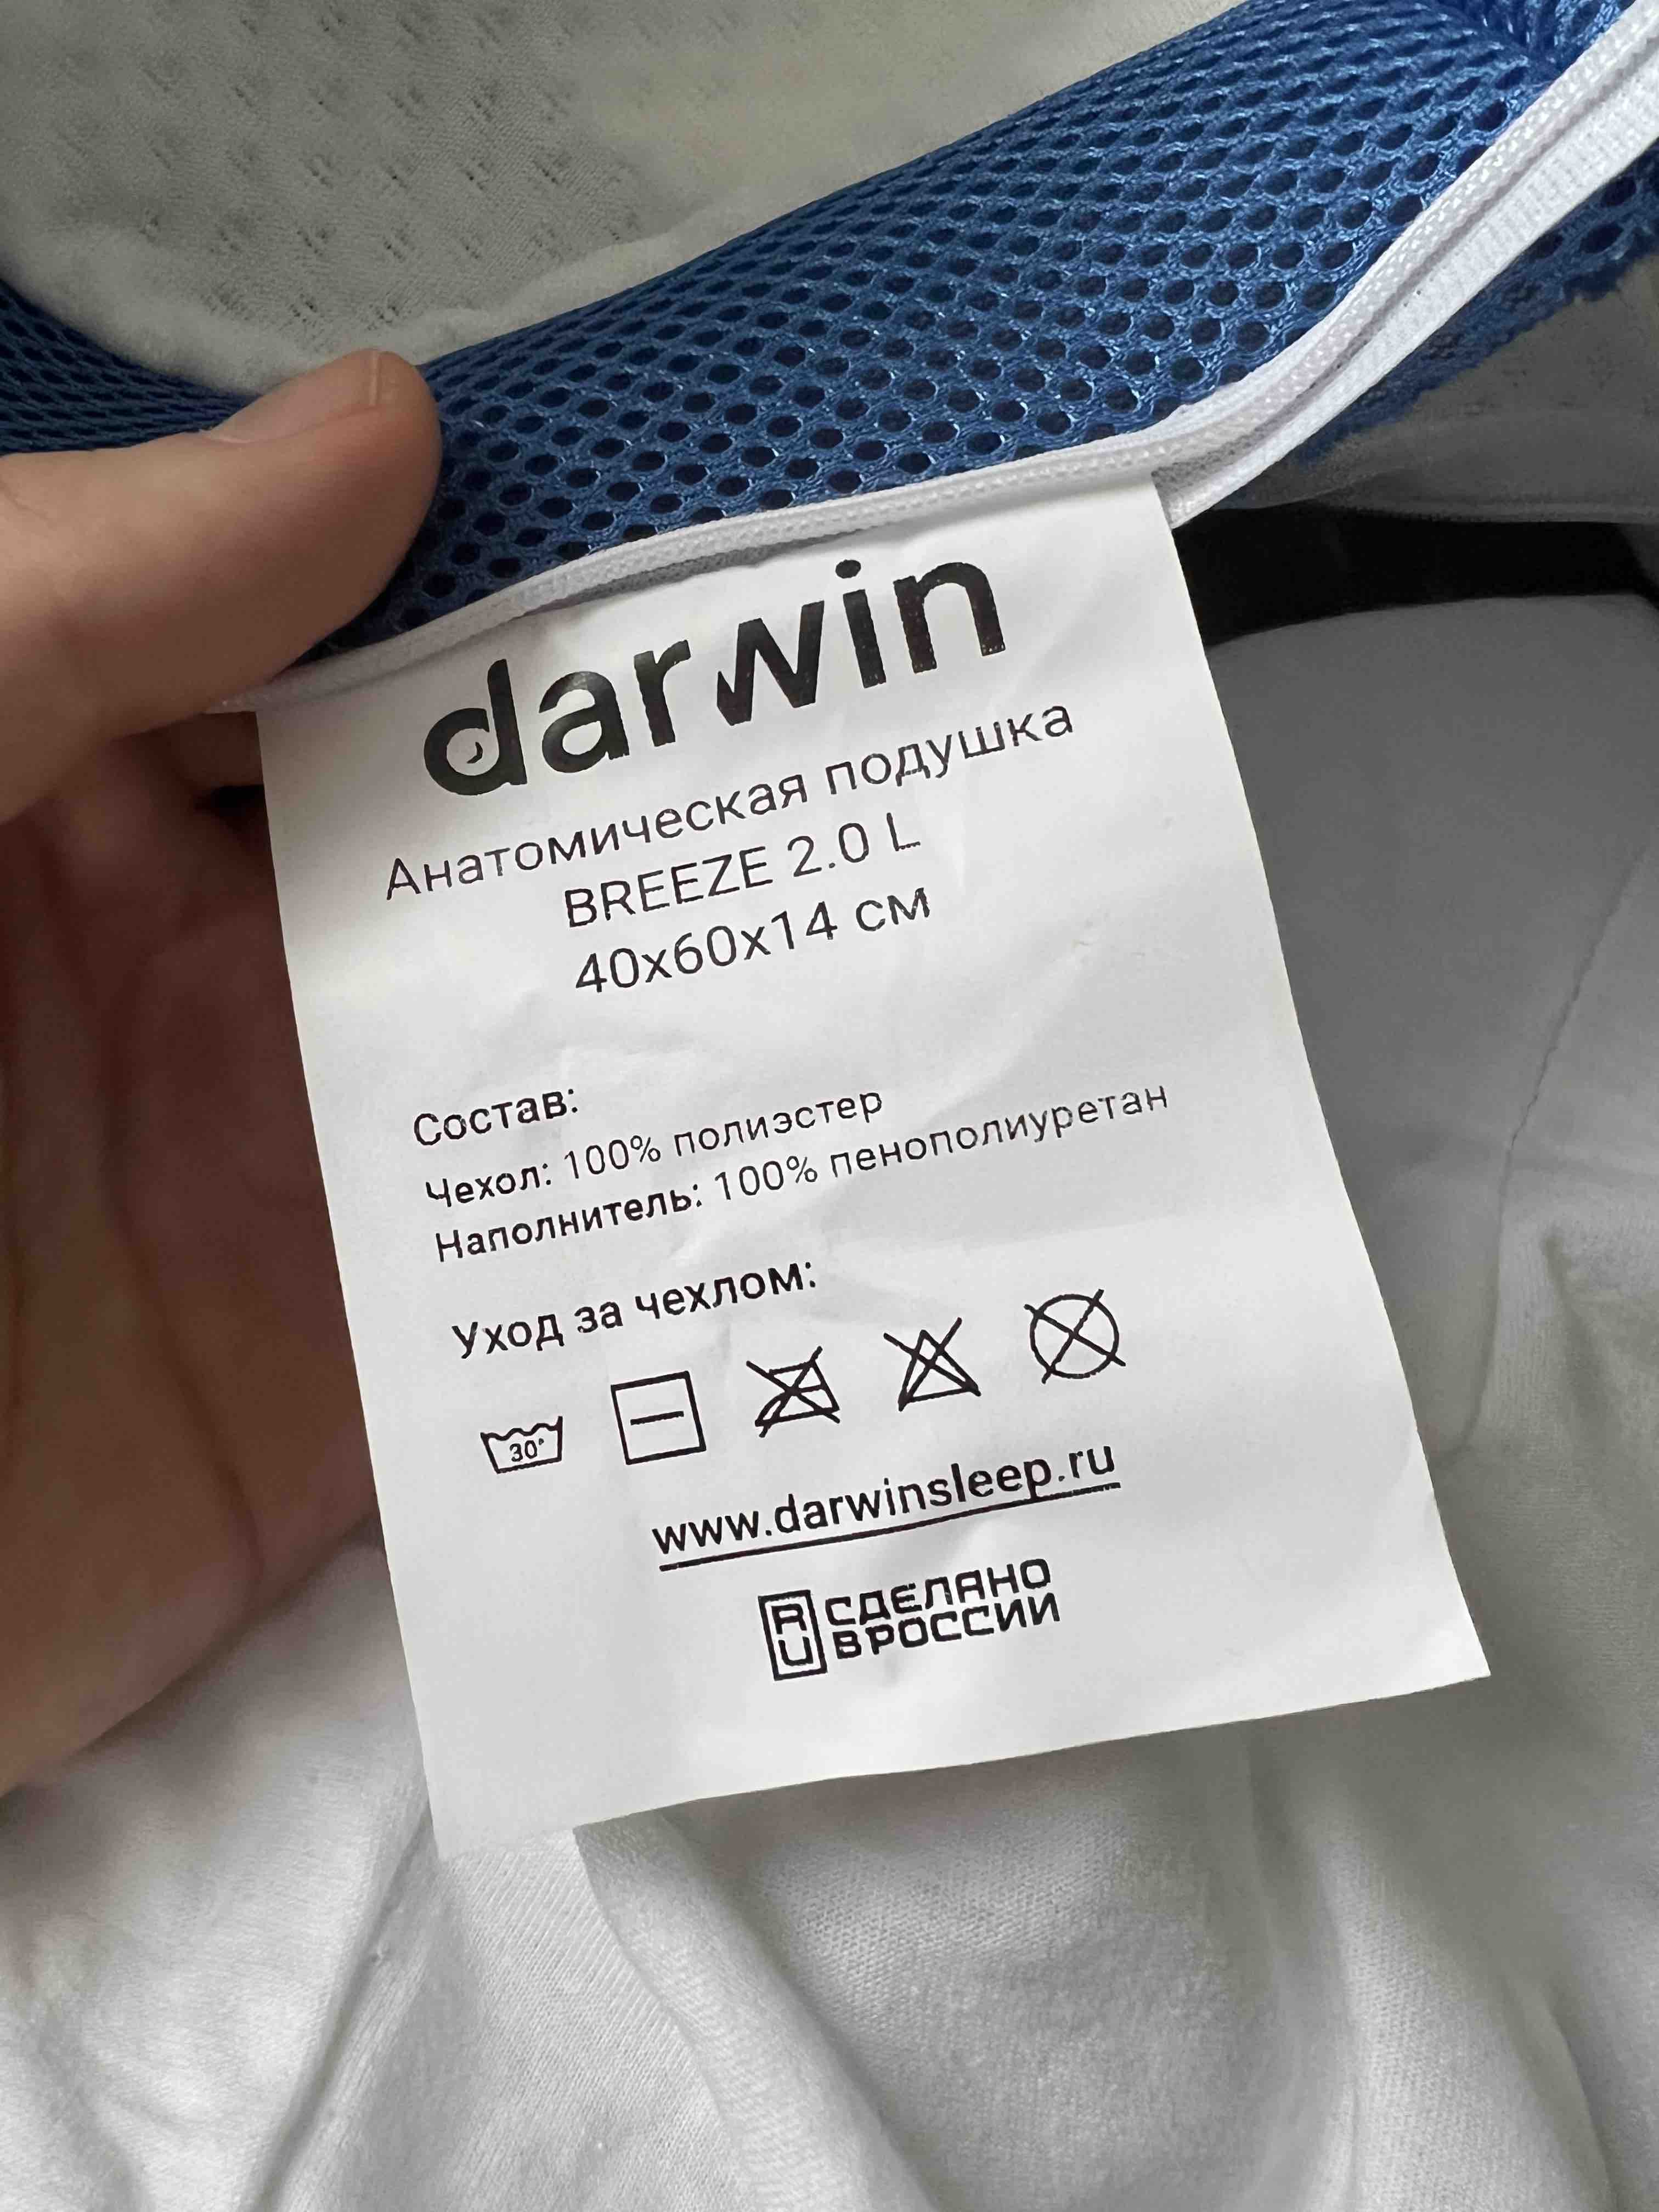 darwin
Анатомическая подушка
BREEZE 2.0 L
40x60x14 см
Состав:
Чехол: 100% полиэстер
Наполнитель: 100% пенополиуретан
Уход за чехлом:
30°
www.darwinsleep.ru
RU СДЕЛАНО
В РОССИИ